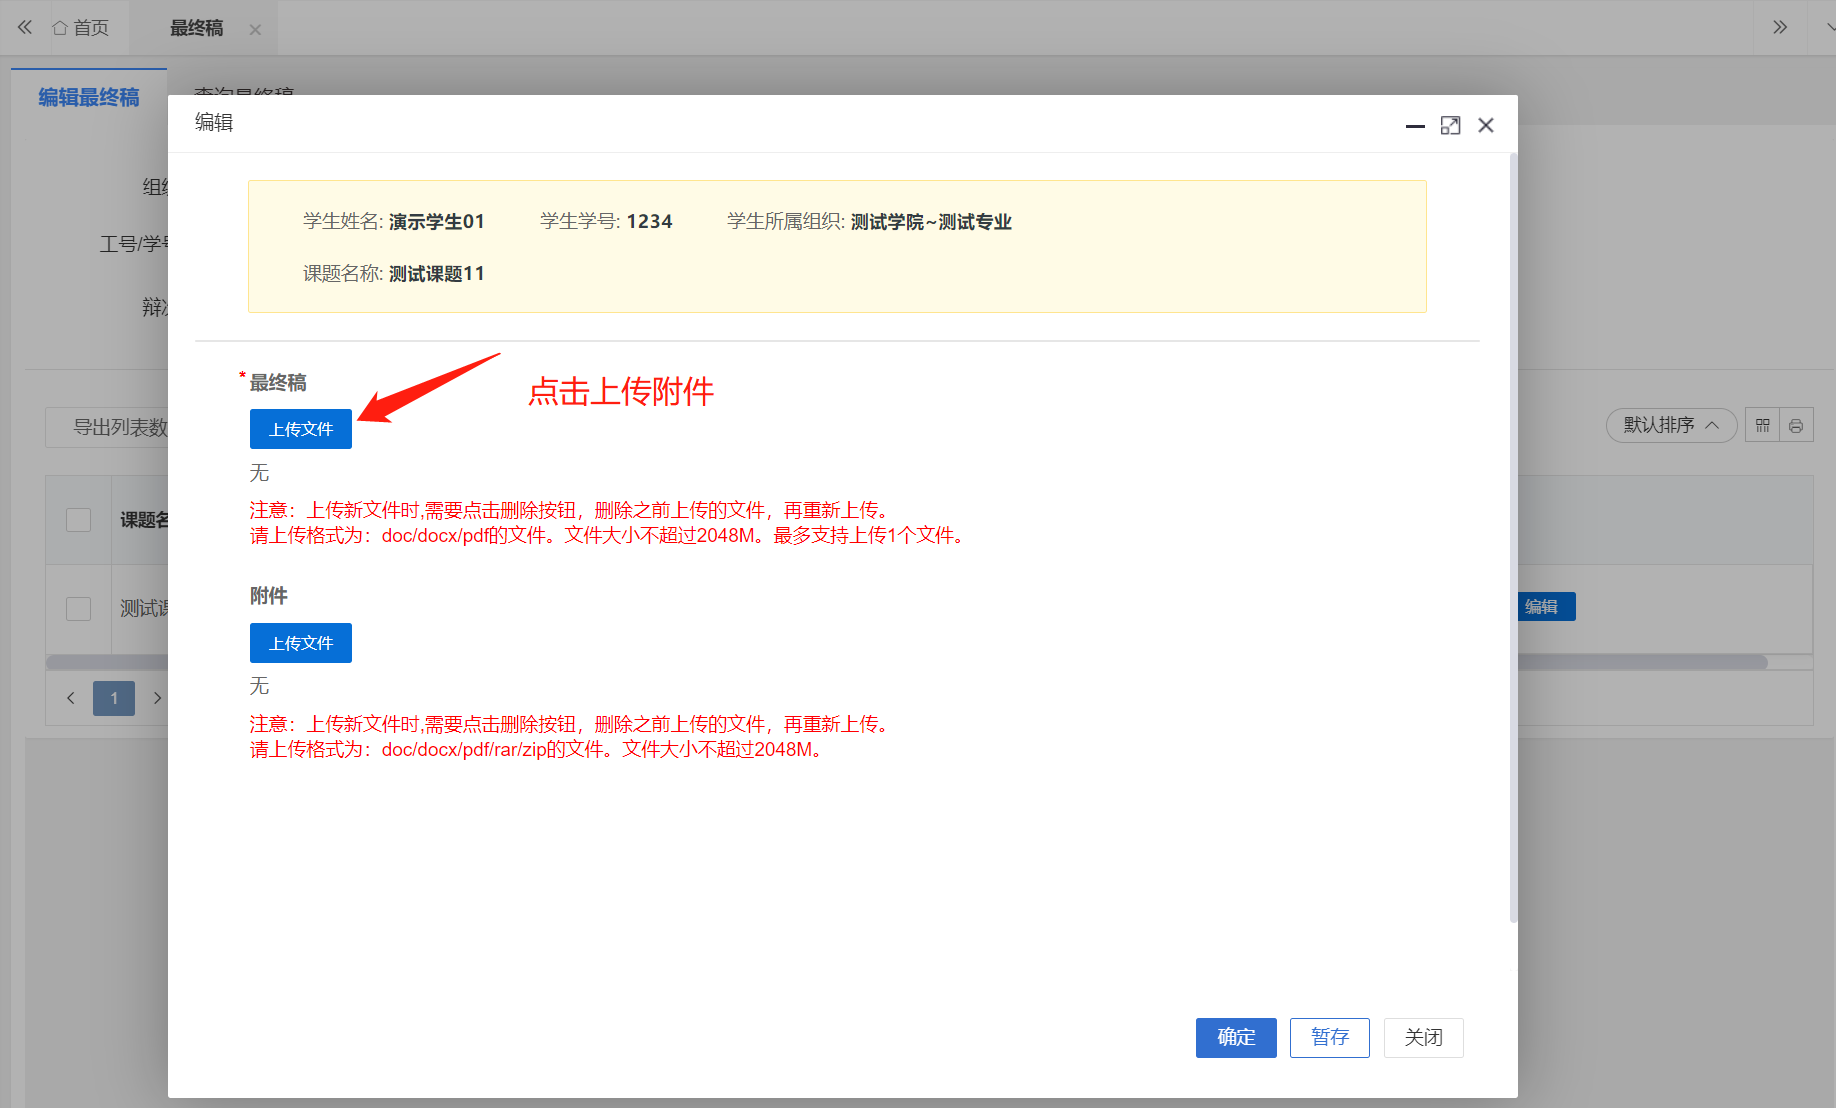 首页
最终稿
编辑最终稿
编辑
学生姓名: 演示学生01 学生学号: 1234 学生所属组织: 测试学院~测试专业
课题名称: 测试课题11
工号/学号
*最终稿
点击上传附件
上传文件
无
注意：上传新文件时,需要点击删除按钮，删除之前上传的文件，再重新上传。
请上传格式为：doc/docx/pdf的文件。文件大小不超过2048M。最多支持上传1个文件。
导出列表数
默认排序
课题名
附件
测试课
编辑
上传文件
无
1
注意：上传新文件时,需要点击删除按钮，删除之前上传的文件，再重新上传。
请上传格式为：doc/docx/pdf/rar/zip的文件。文件大小不超过2048M。
确定
暂存
关闭